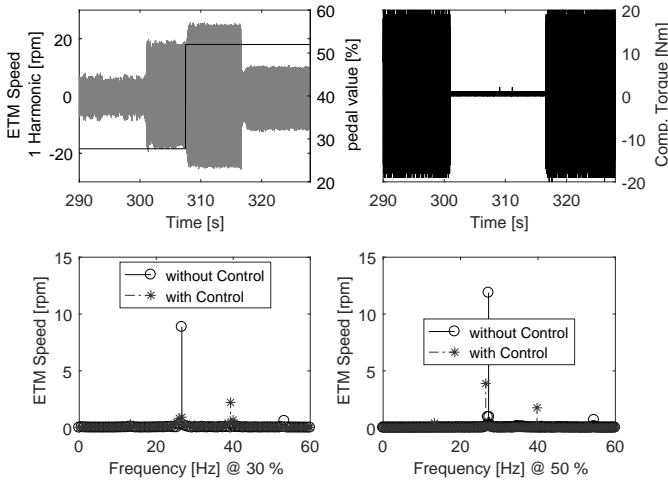 ETM Speed
1 Harmonic [rpm]
20
0
-20
60
50
40
30
20
pedal value [%]
290
300
310
320
Time [s]
20
10
0
-10
-20
Comp. Torque [Nm]
290
300
310
320
Time [s]
ETM Speed [rpm]
15
10
5
0
without Control
with Control
0
20
40
60
Frequency [Hz] @ 30 %
ETM Speed [rpm]
15
10
5
0
without Control
with Control
0
20
40
60
Frequency [Hz] @ 50 %